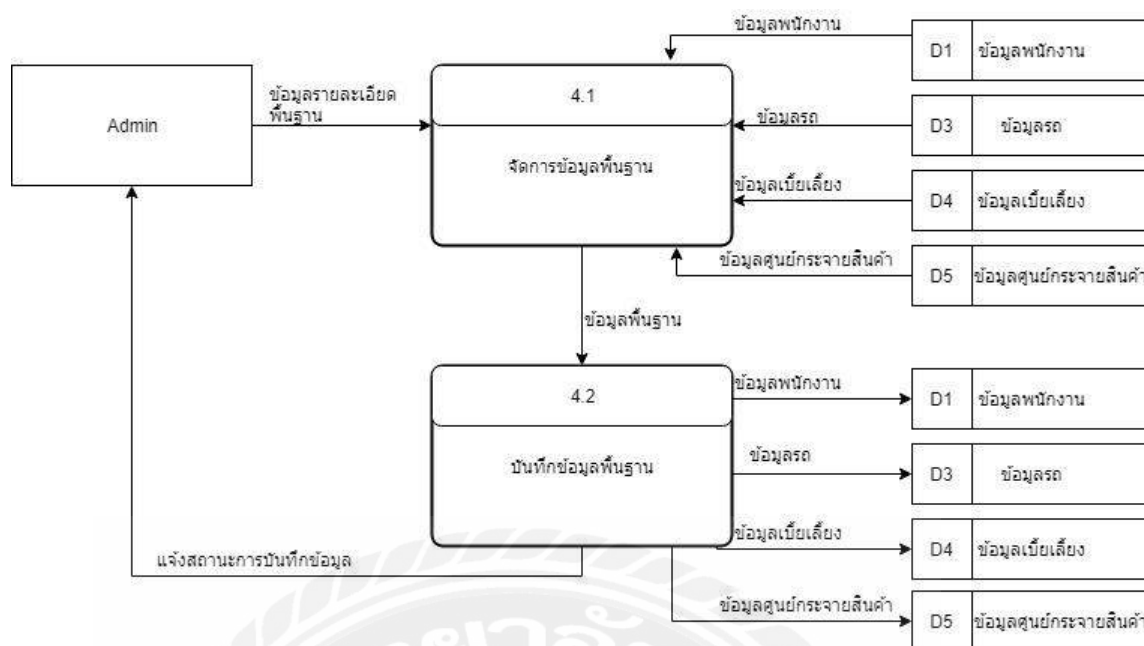 ข้อมูลพนักงาน
D1 ข้อมูลพนักงาน
Admin
ข้อมูลรายละเอียด
พื้นฐาน
4.1
จัดการข้อมูลพื้นฐาน
ข้อมูลรถ
D3 ข้อมูลรถ
ข้อมูลเบี้ยเลี้ยง
D4 ข้อมูลเบี้ยเลี้ยง
ข้อมูลศูนย์กระจายสินค้า
D5 ข้อมูลศูนย์กระจายสินค้า
ข้อมูลพื้นฐาน
4.2
บันทึกข้อมูลพื้นฐาน
ข้อมูลพนักงาน
D1 ข้อมูลพนักงาน
ข้อมูลรถ
D3 ข้อมูลรถ
ข้อมูลเบี้ยเลี้ยง
D4 ข้อมูลเบี้ยเลี้ยง
แจ้งสถานะการบันทึกข้อมูล
ข้อมูลศูนย์กระจายสินค้า
D5 ข้อมูลศูนย์กระจายสินค้า